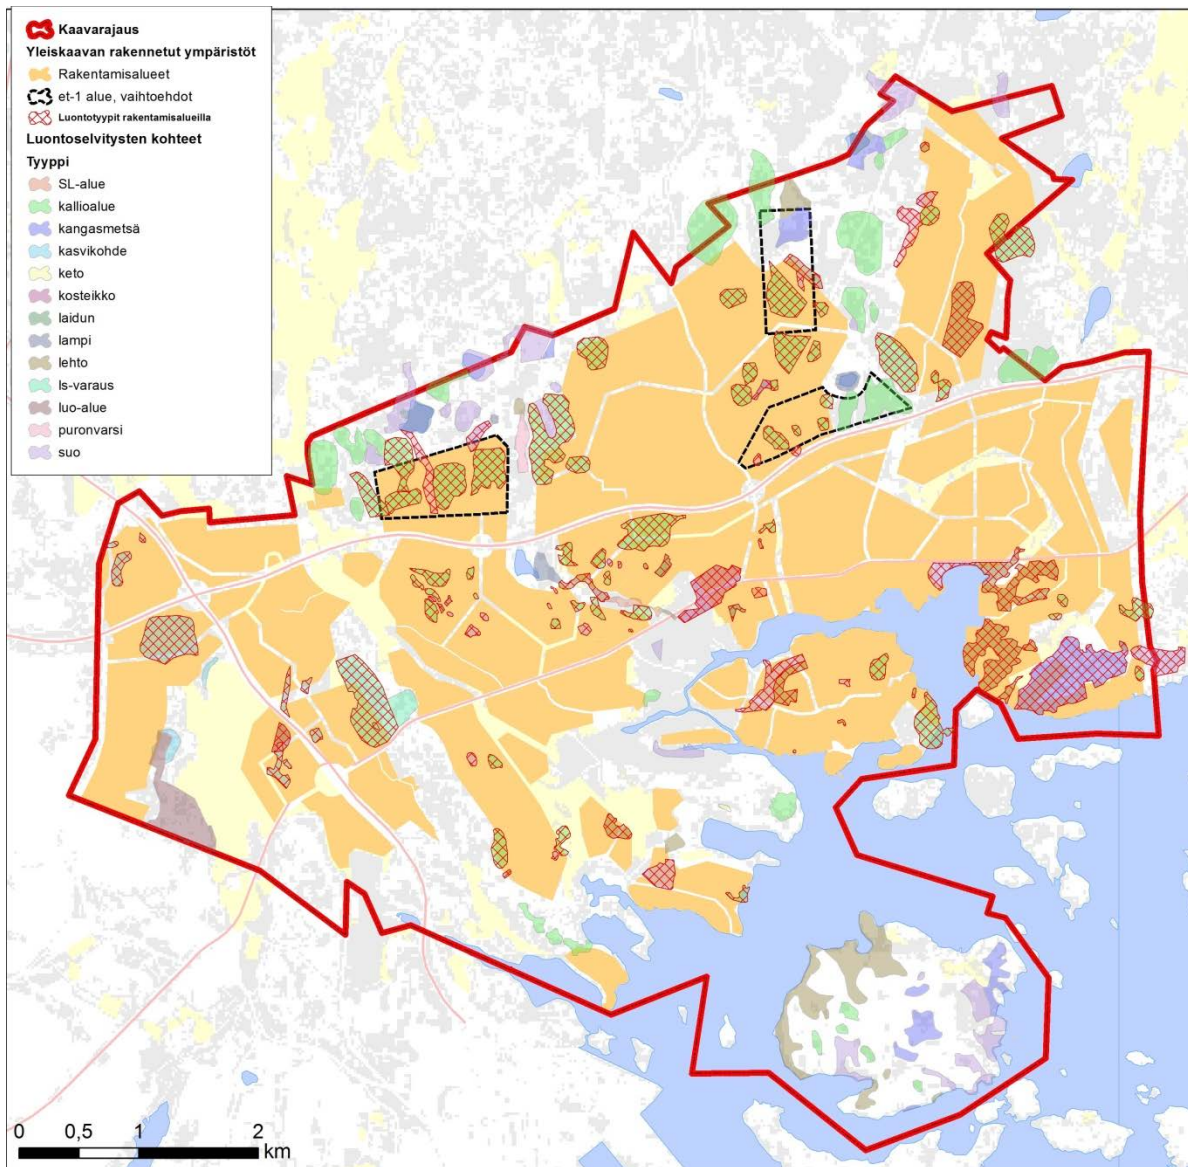 Kaavarajaus
Yleiskaavan rakennetut ympäristöt
Rakentamisalueet
et-1 alue, vaihtoehdot
Luontotyypit rakentamisalueilla
Luontoselvitysten kohteet
Tyyppi
SL-alue
kallioalue
kangasmetsä
kasvikohde
keto
kosteikko
laidun
lampi
lehto
ls-varaus
luo-alue
puronvarsi
suo
0 0,5 1 2
km